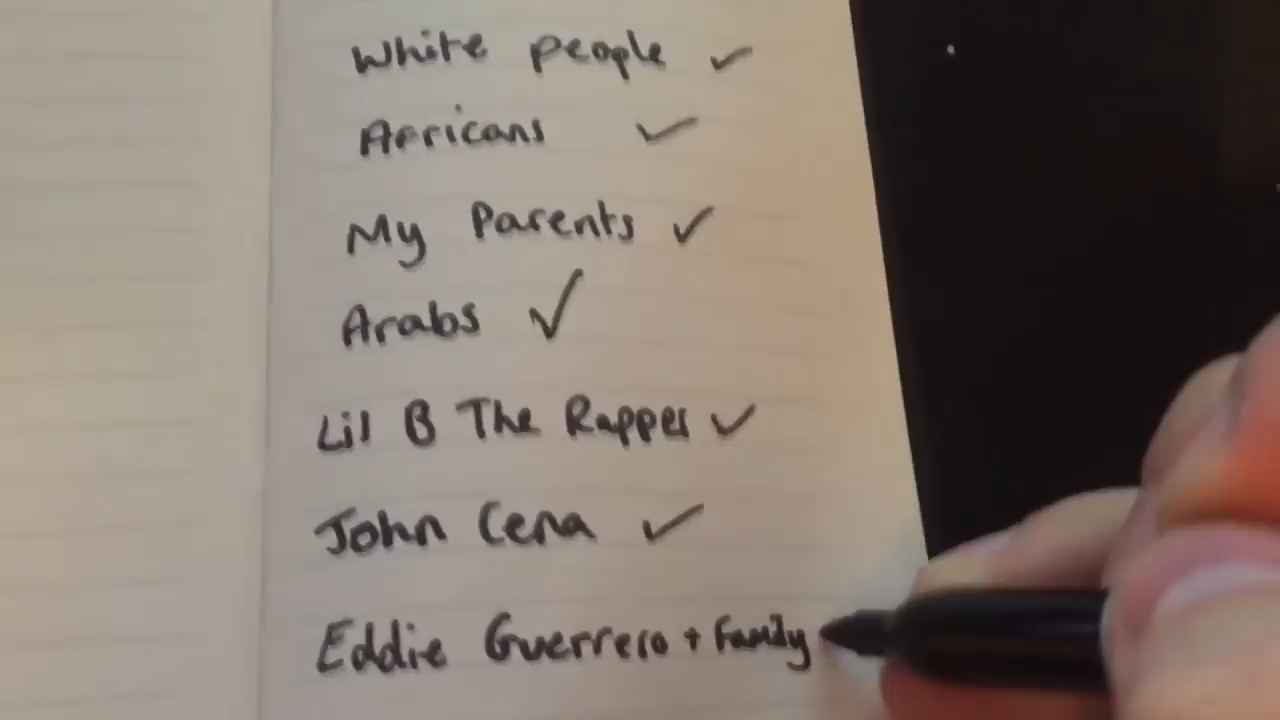 White people ✓
Africans ✓
My Parents ✓
Arabs ✓
Lil B The Rapper ✓
John Cena ✓
Eddie Guerrero + Family